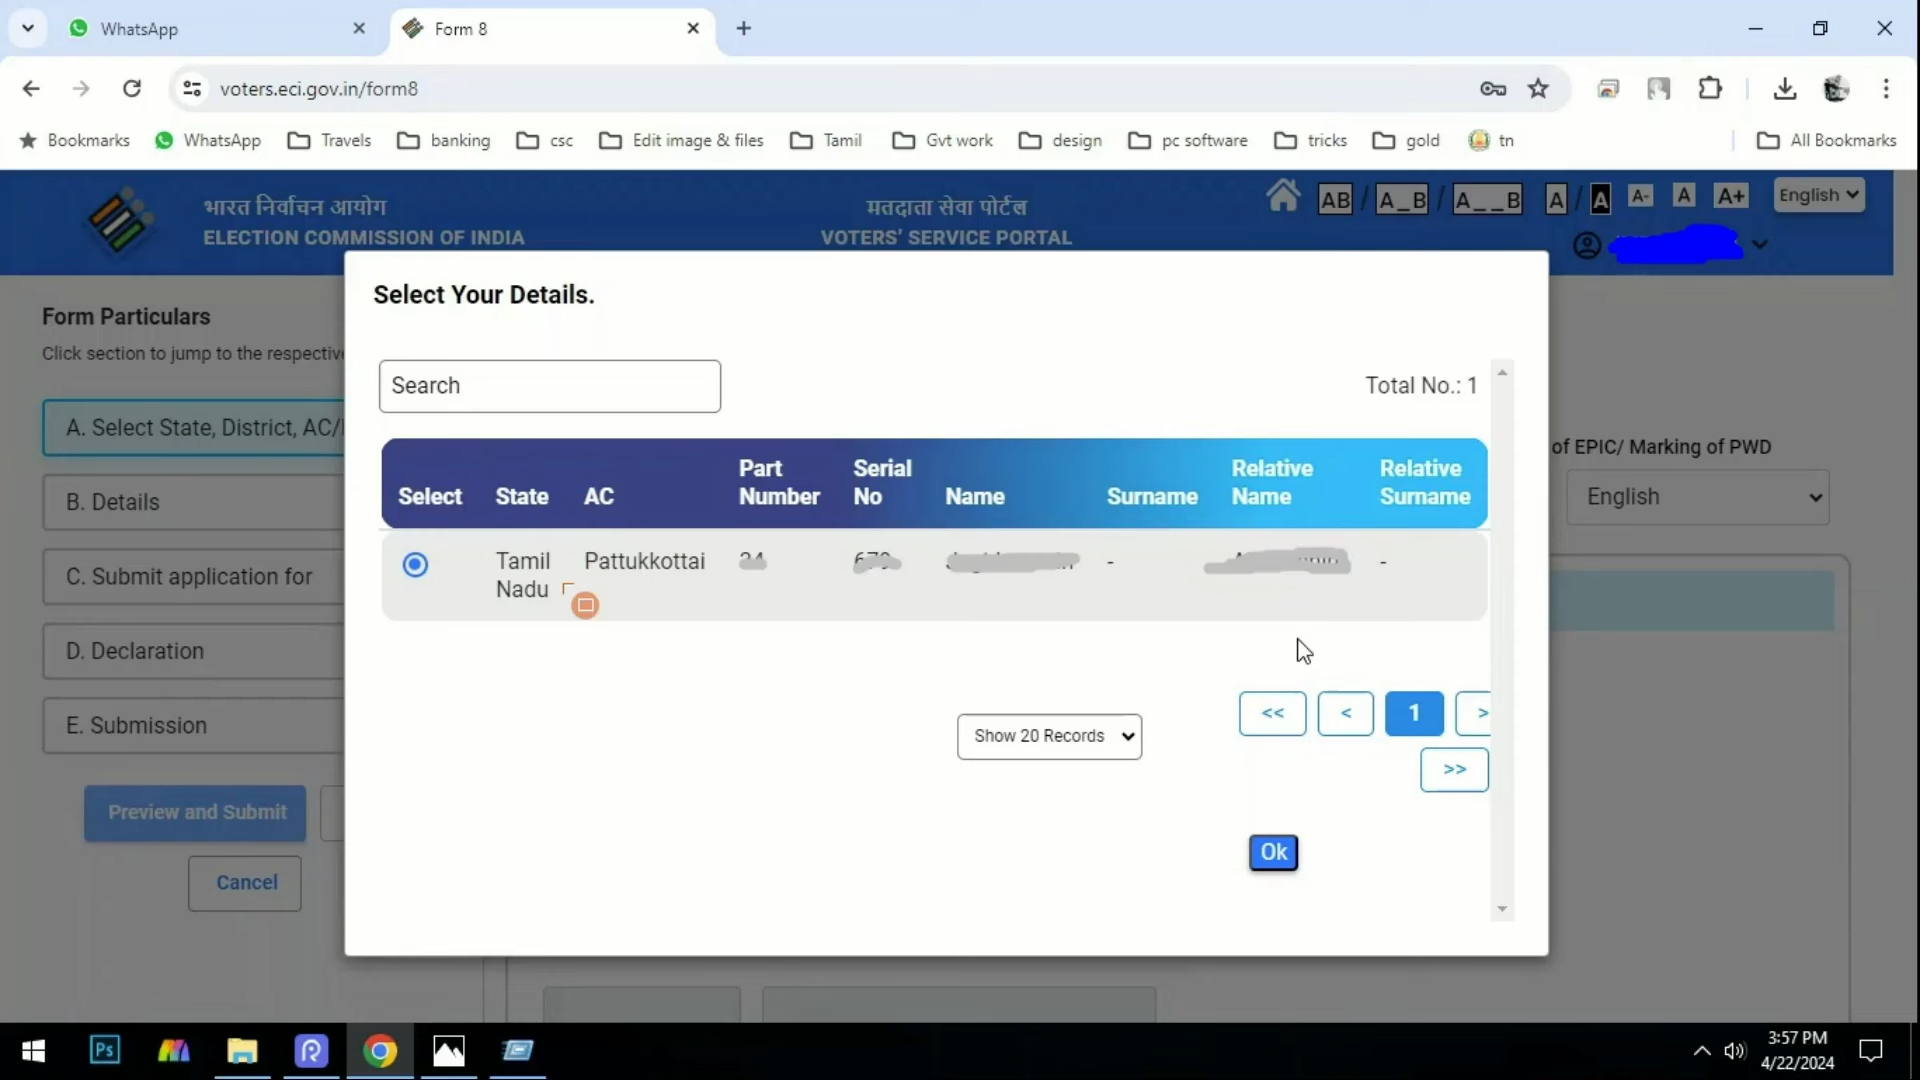 WhatsApp
Form 8
voters.eci.gov.in/form8
Bookmarks WhatsApp Travels banking csc Edit image & files Tamil Gvt work design pc software tricks gold tn All Bookmarks
भारत निर्वाचन आयोग
ELECTION COMMISSION OF INDIA
मतदाता सेवा पोर्टल
VOTERS' SERVICE PORTAL
AB / A_B / A__B A / A A- A A+ English
Form Particulars
Click section to jump to the respective
A. Select State, District, AC/
B. Details
C. Submit application for
D. Declaration
E. Submission
Preview and Submit
Cancel
of EPIC/ Marking of PWD
English
Select Your Details.
Search
Total No.: 1
Select State AC Part Number Serial No Name Surname Relative Name Relative Surname
Tamil Nadu Pattukkottai - -
Show 20 Records
<< < 1 >
>>
Ok
Ps
3:57 PM
4/22/2024